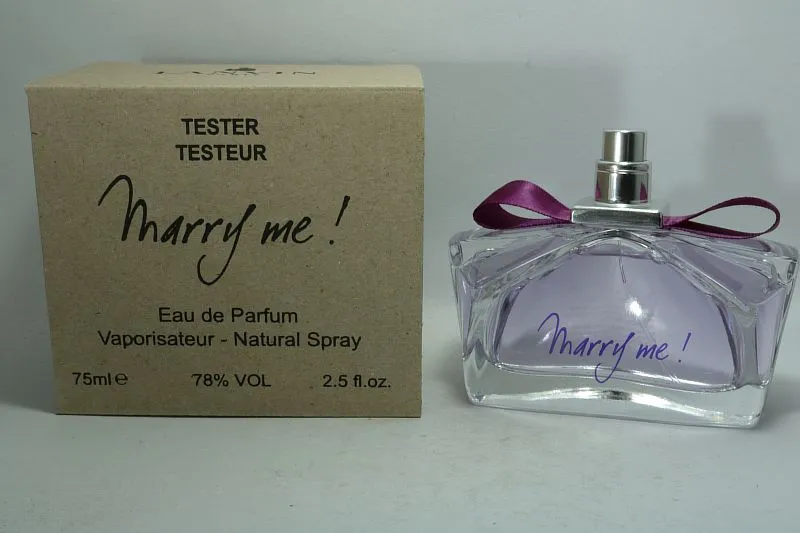 LANVIN
TESTER
TESTEUR
Marry me !
Eau de Parfum
Vaporisateur - Natural Spray
75ml ℮ 78% VOL 2.5 fl.oz.
Marry me !